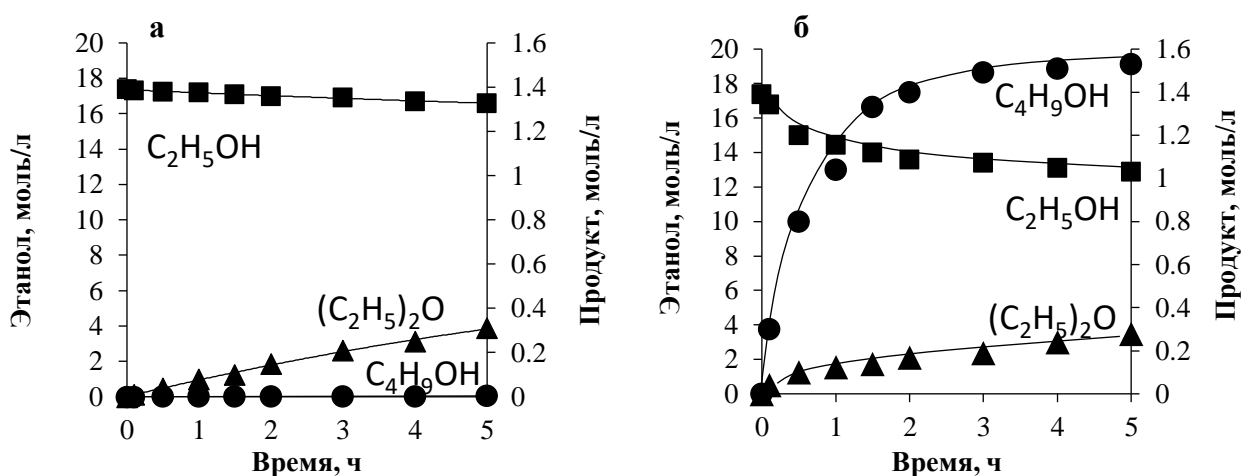 а
20
18
16
14
12
10
8
6
4
2
0
Этанол, моль/л
1.6
1.4
1.2
1
0.8
0.6
0.4
0.2
0
Продукт, моль/л
C₂H₅OH
(C₂H₅)₂O
C₄H₉OH
0 1 2 3 4 5
Время, ч
б
20
18
16
14
12
10
8
6
4
2
0
Этанол, моль/л
1.6
1.4
1.2
1
0.8
0.6
0.4
0.2
0
Продукт, моль/л
C₄H₉OH
C₂H₅OH
(C₂H₅)₂O
0 1 2 3 4 5
Время, ч